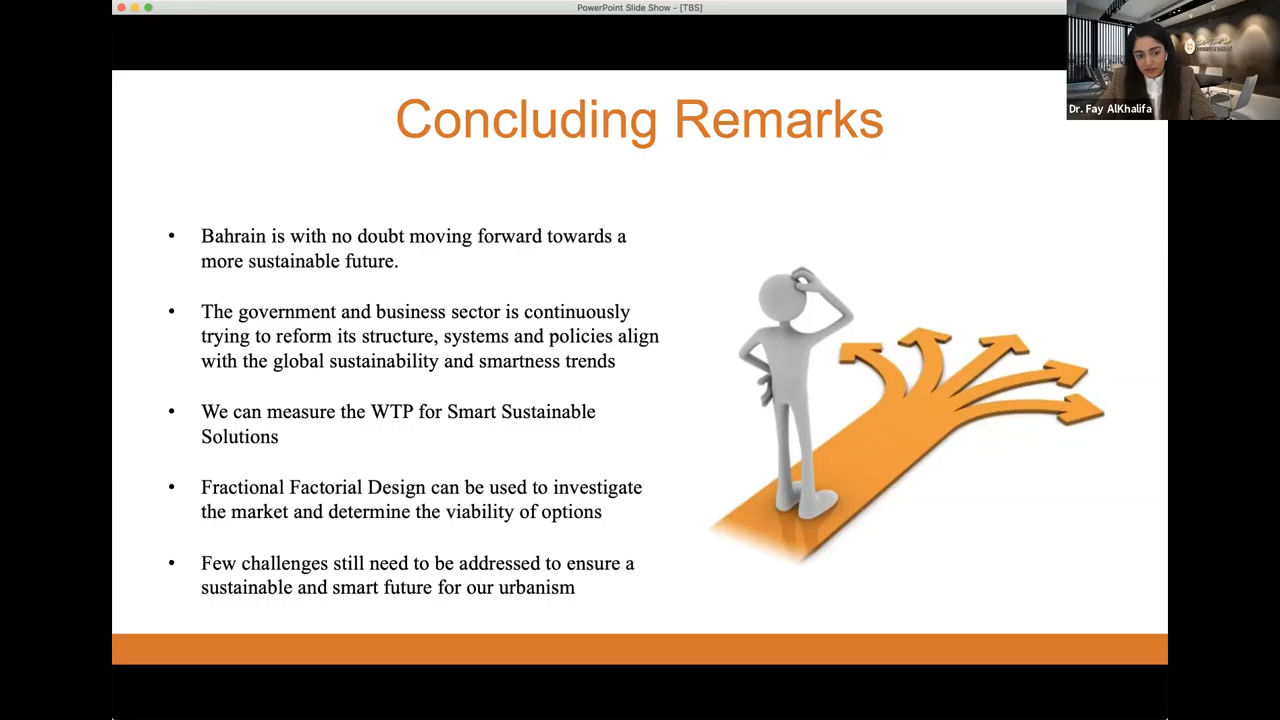 PowerPoint Slide Show - [TBS]
Dr. Fay AlKhalifa
Concluding Remarks
• Bahrain is with no doubt moving forward towards a
more sustainable future.
• The government and business sector is continuously
trying to reform its structure, systems and policies align
with the global sustainability and smartness trends
• We can measure the WTP for Smart Sustainable
Solutions
• Fractional Factorial Design can be used to investigate
the market and determine the viability of options
• Few challenges still need to be addressed to ensure a
sustainable and smart future for our urbanism